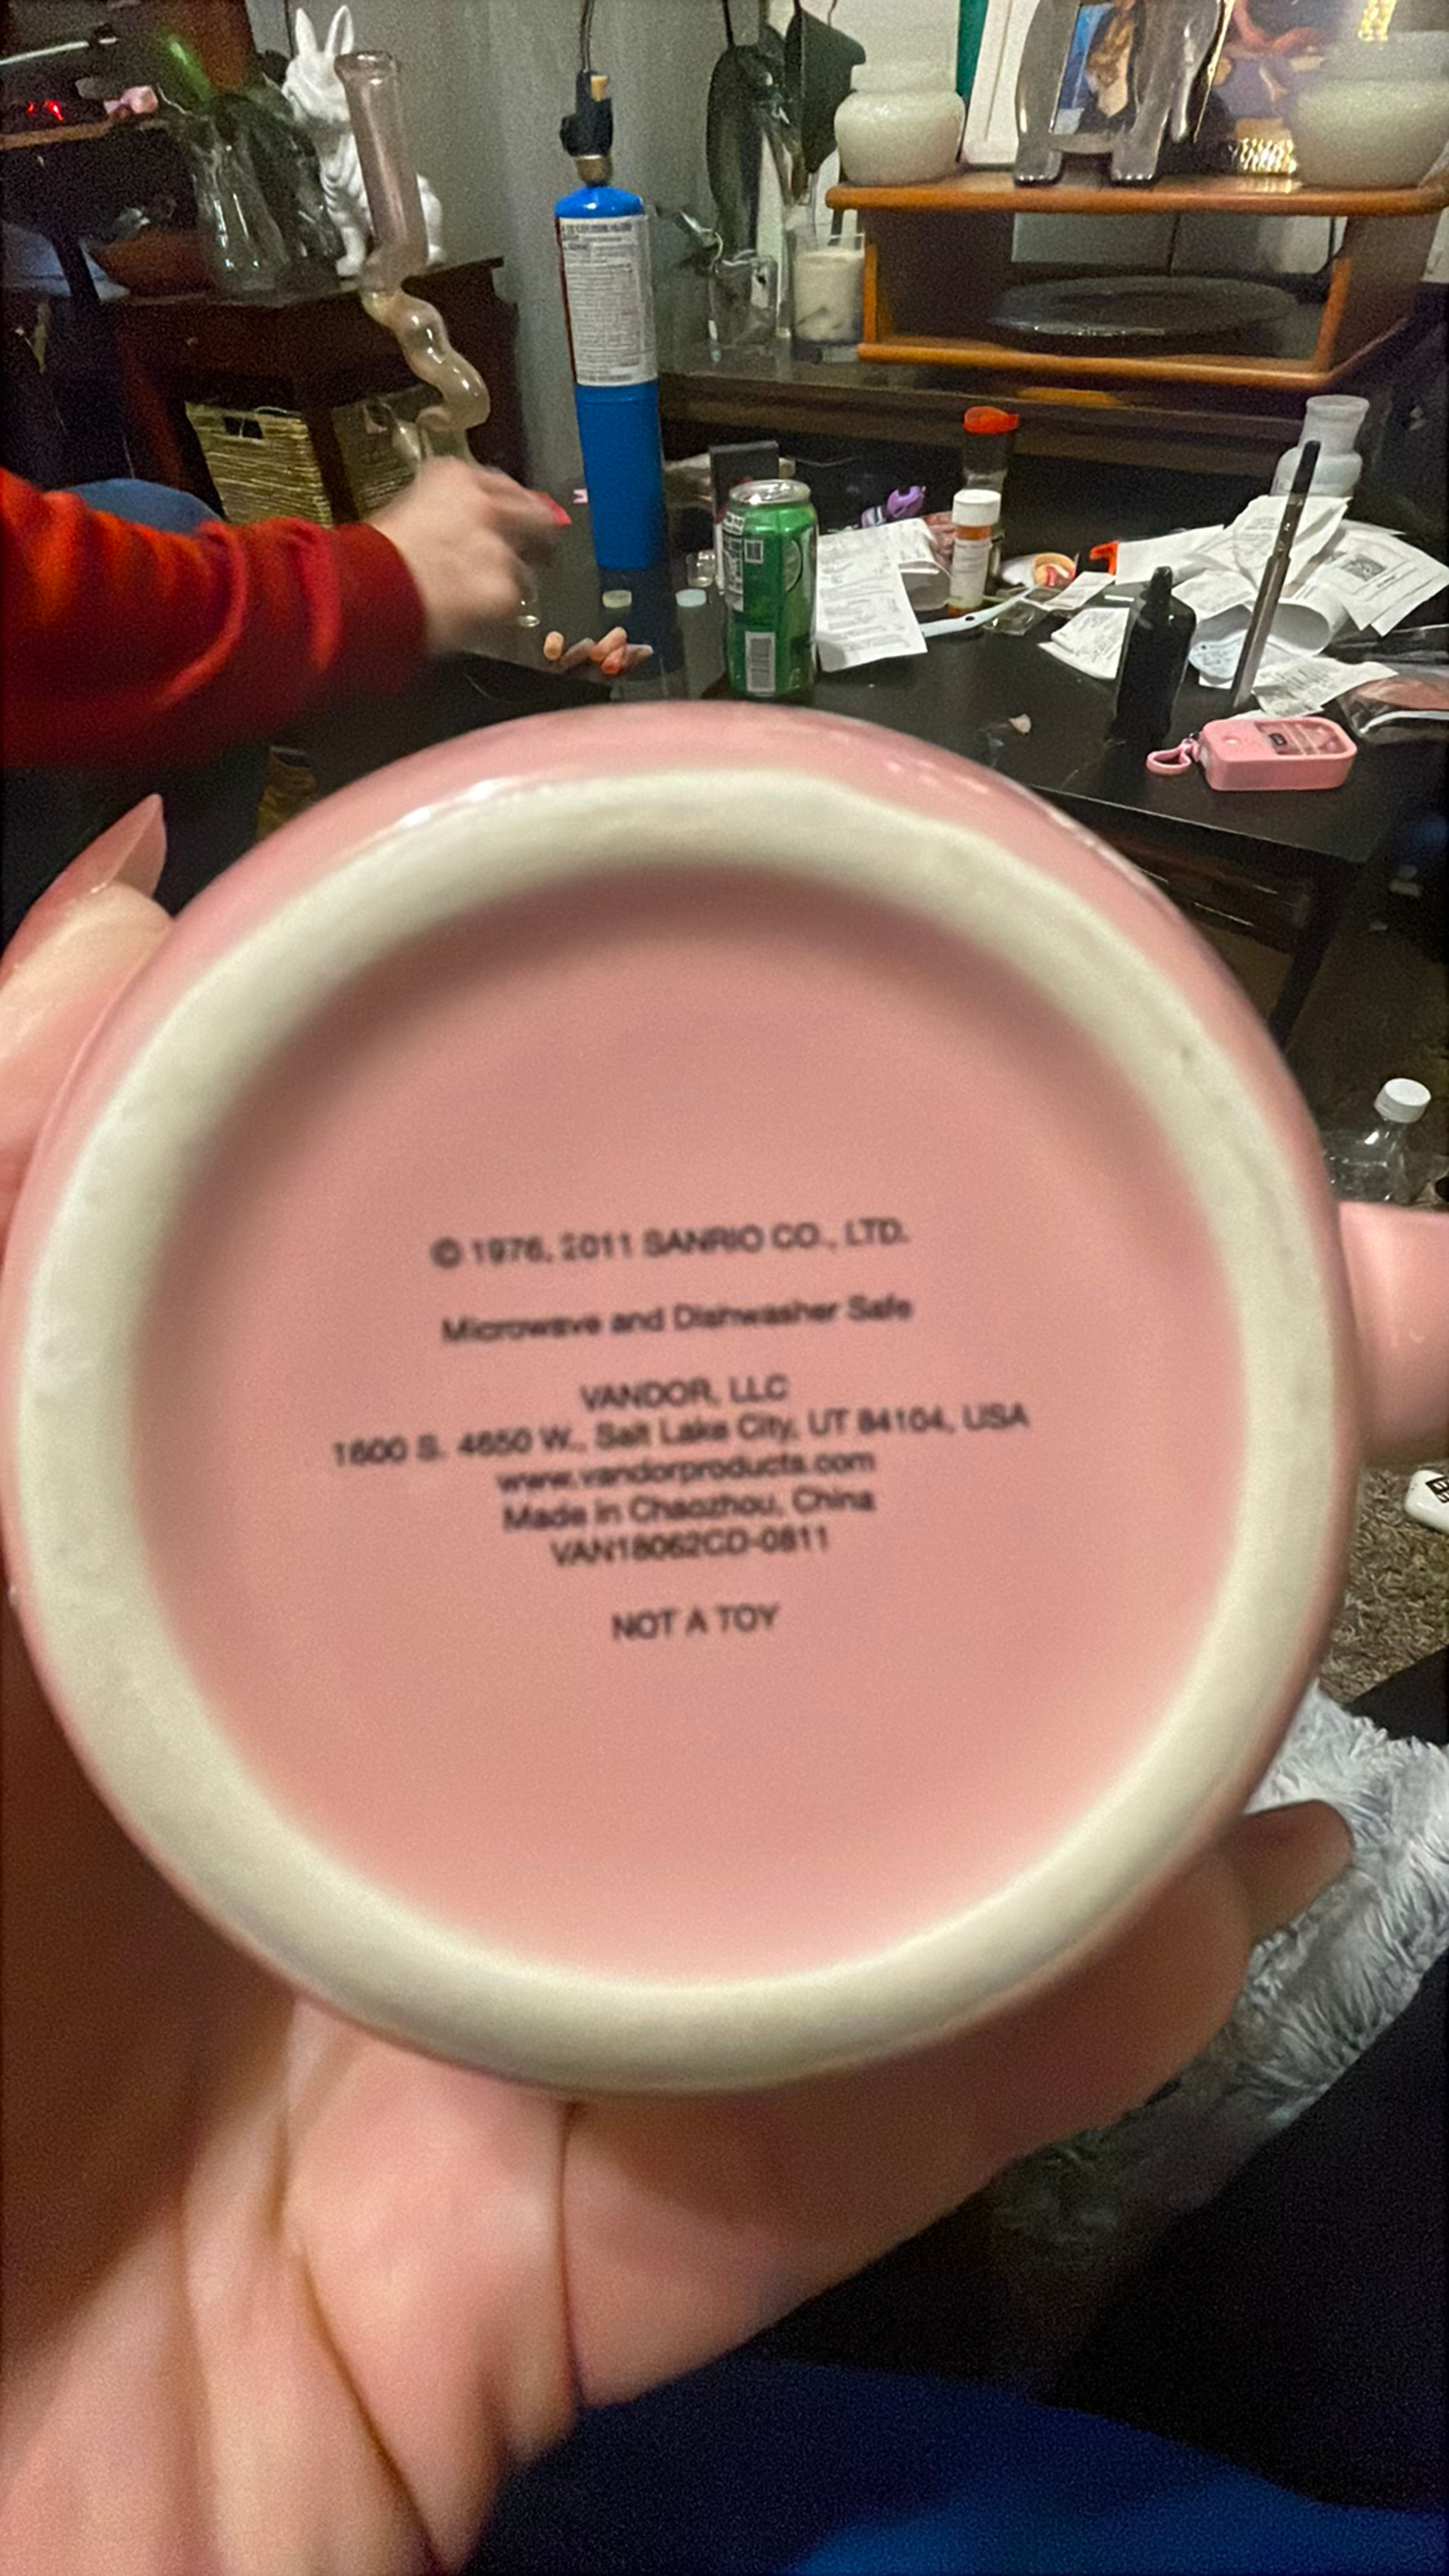 © 1976, 2011 SANRIO CO., LTD.
Microwave and Dishwasher Safe
VANDOR, LLC
1600 S. 4650 W., Salt Lake City, UT 84104, USA
www.vandorproducts.com
Made in Chaozhou, China
VAN18062CD-0811
NOT A TOY